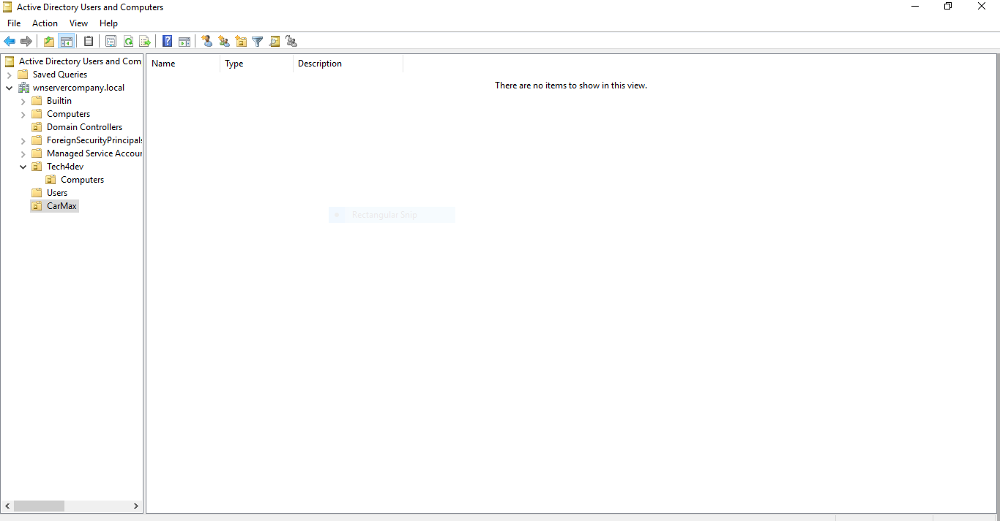 Active Directory Users and Computers
File Action View Help
Active Directory Users and Com
Saved Queries
wnservercompany.local
Builtin
Computers
Domain Controllers
ForeignSecurityPrincipals
Managed Service Accour
Tech4dev
Computers
Users
CarMax
Name Type Description
There are no items to show in this view.
Rectangular Snip